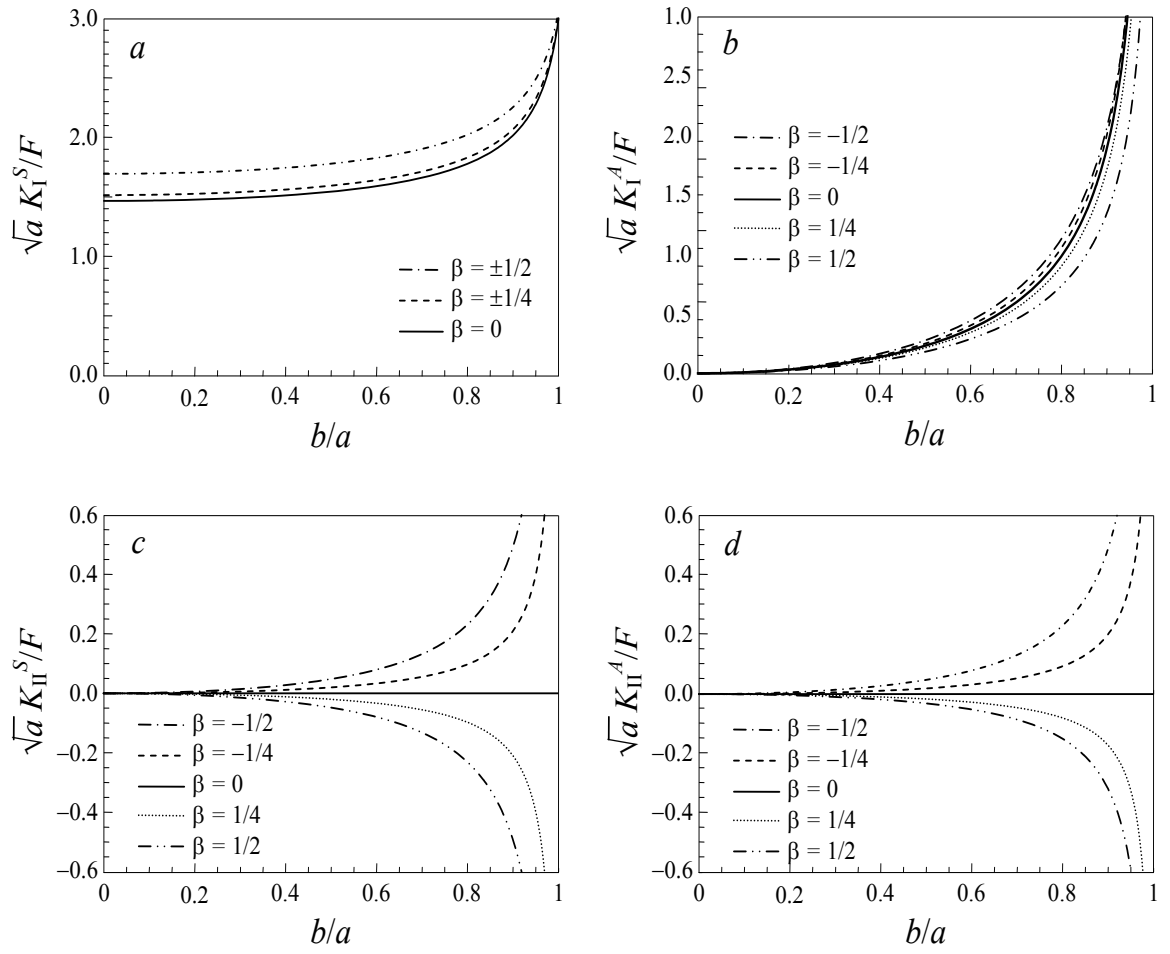 a
3.0
2.0
1.0
0.0
√a K_I^S/F
β = ±1/2
β = ±1/4
β = 0
0 0.2 0.4 0.6 0.8 1
b/a
b
1.0
2.5
2.0
1.5
1.0
0.5
0.0
√a K_I^A/F
β = −1/2
β = −1/4
β = 0
β = 1/4
β = 1/2
0 0.2 0.4 0.6 0.8 1
b/a
c
0.6
0.4
0.2
0.0
−0.2
−0.4
−0.6
√a K_II^S/F
β = −1/2
β = −1/4
β = 0
β = 1/4
β = 1/2
0 0.2 0.4 0.6 0.8 1
b/a
d
0.6
0.4
0.2
0.0
−0.2
−0.4
−0.6
√a K_II^A/F
β = −1/2
β = −1/4
β = 0
β = 1/4
β = 1/2
0 0.2 0.4 0.6 0.8 1
b/a